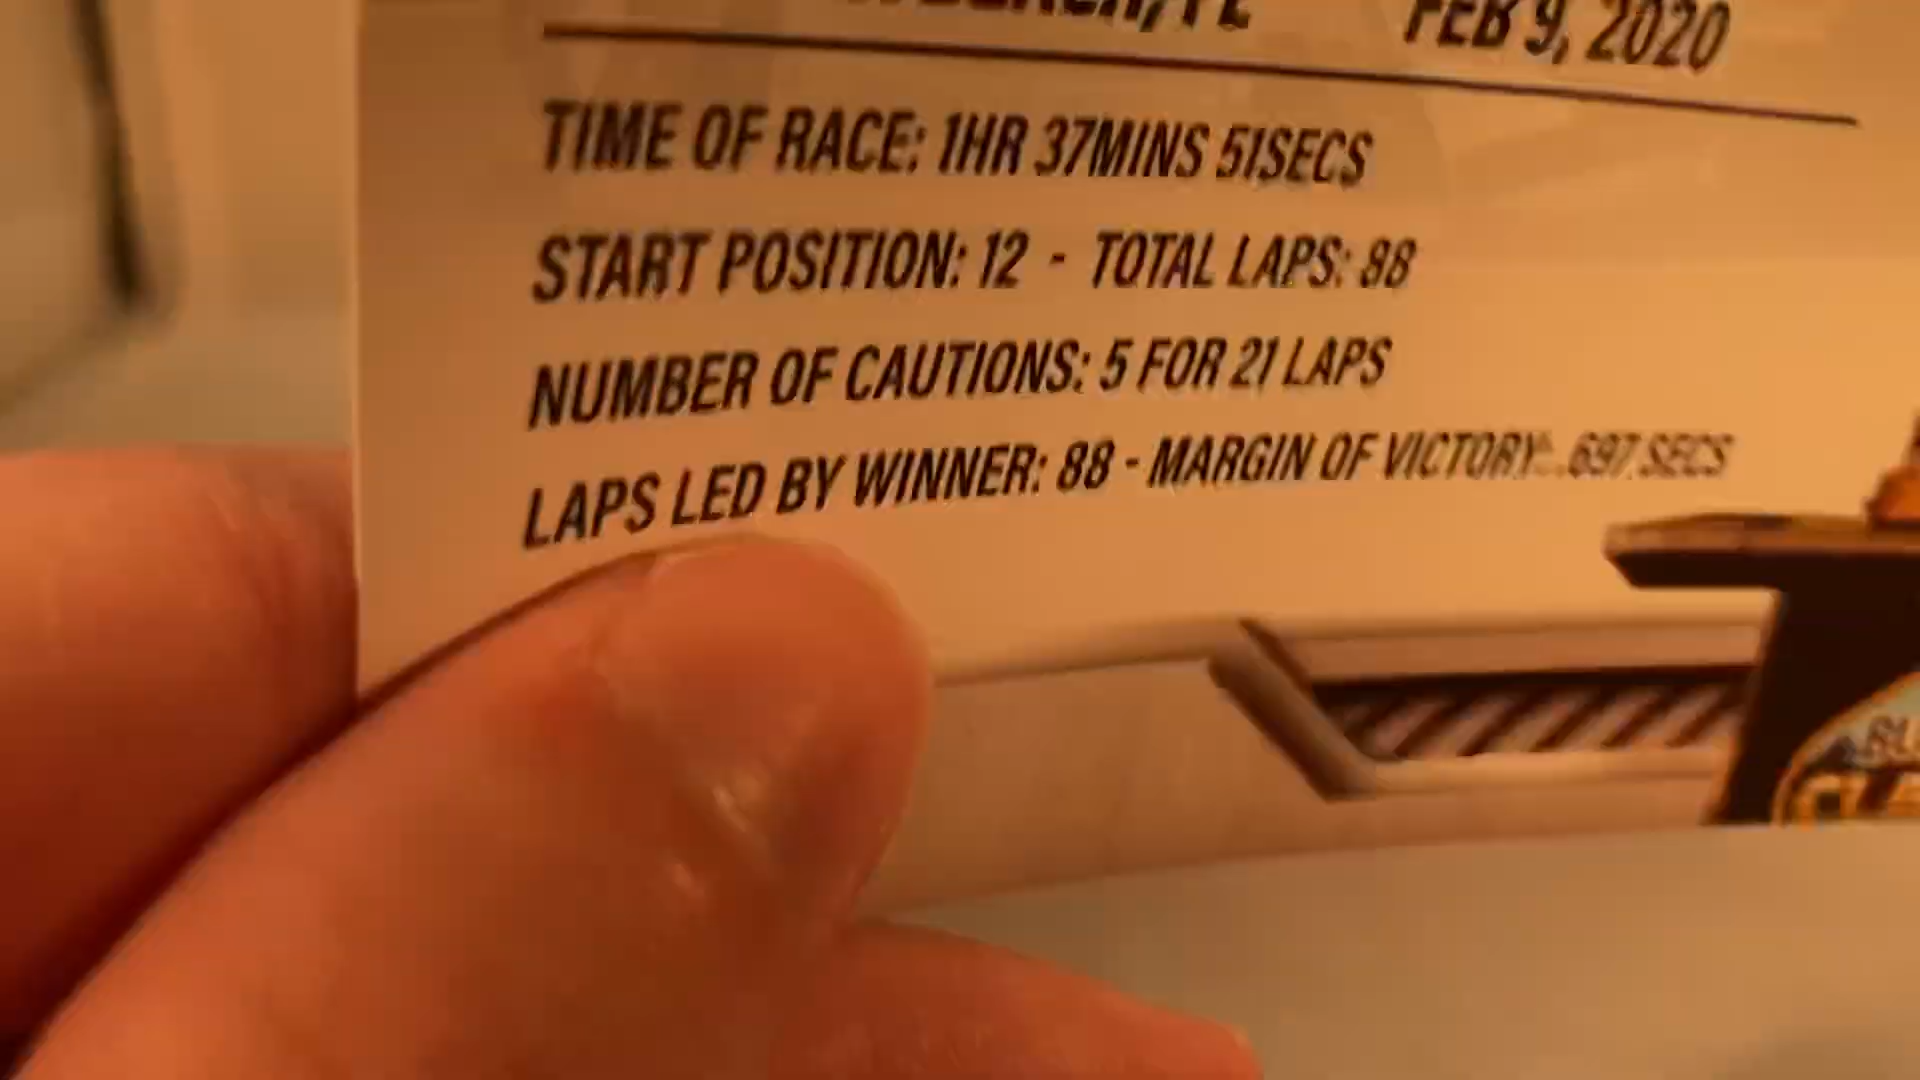 FEB 9, 2020
TIME OF RACE: 1HR 37MINS 51SECS
START POSITION: 12 - TOTAL LAPS: 88
NUMBER OF CAUTIONS: 5 FOR 21 LAPS
LAPS LED BY WINNER: 88 - MARGIN OF VICTORY: .697 SECS